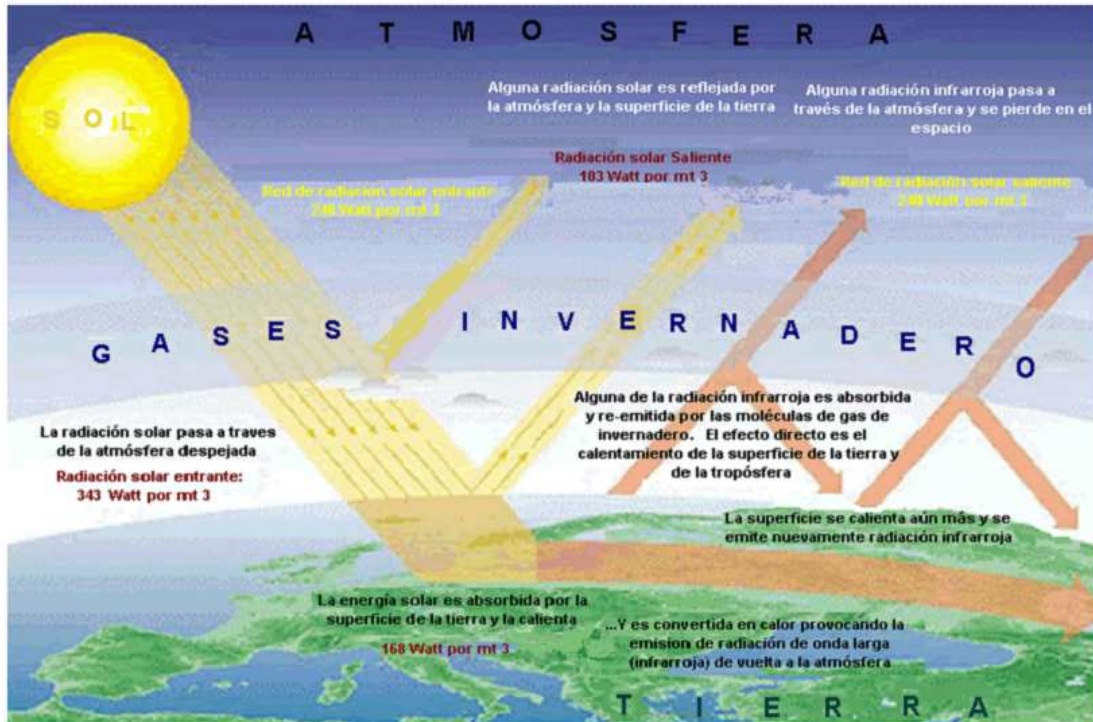 A T M O S F E R A
S O L
Alguna radiación solar es reflejada por
la atmósfera y la superficie de la tierra
Alguna radiación infrarroja pasa a
través de la atmósfera y se pierde en el
espacio
Radiación solar Saliente
103 Watt por mt 3
Red de radiacion solar entrante
240 Watt por mt 3
Red de radiación solar saliente
240 Watt por mt 3
G A S E S I N V E R N A D E R O
La radiación solar pasa a traves
de la atmósfera despejada
Radiación solar entrante:
343 Watt por mt 3
Alguna de la radiación infrarroja es absorbida
y re-emitida por las moléculas de gas de
invernadero. El efecto directo es el
calentamiento de la superficie de la tierra y
de la tropósfera
La superficie se calienta aún más y se
emite nuevamente radiación infrarroja
La energía solar es absorbida por la
superficie de la tierra y la calienta
168 Watt por mt 3
...Y es convertida en calor provocando la
emision de radiación de onda larga
(infrarroja) de vuelta a la atmósfera
T I E R R A